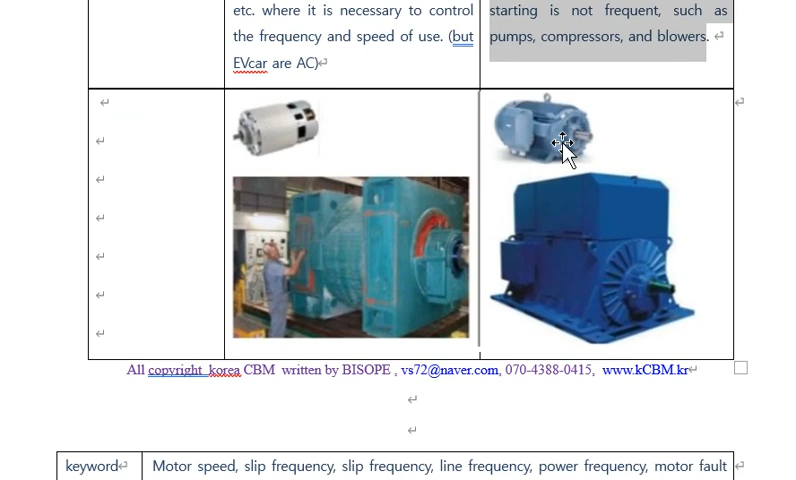 etc. where it is necessary to control
the frequency and speed of use. (but
EVcar are AC)
starting is not frequent, such as
pumps, compressors, and blowers.
All copyright korea CBM written by BISOPE , vs72@naver.com, 070-4388-0415, www.kCBM.kr
keyword
Motor speed, slip frequency, slip frequency, line frequency, power frequency, motor fault